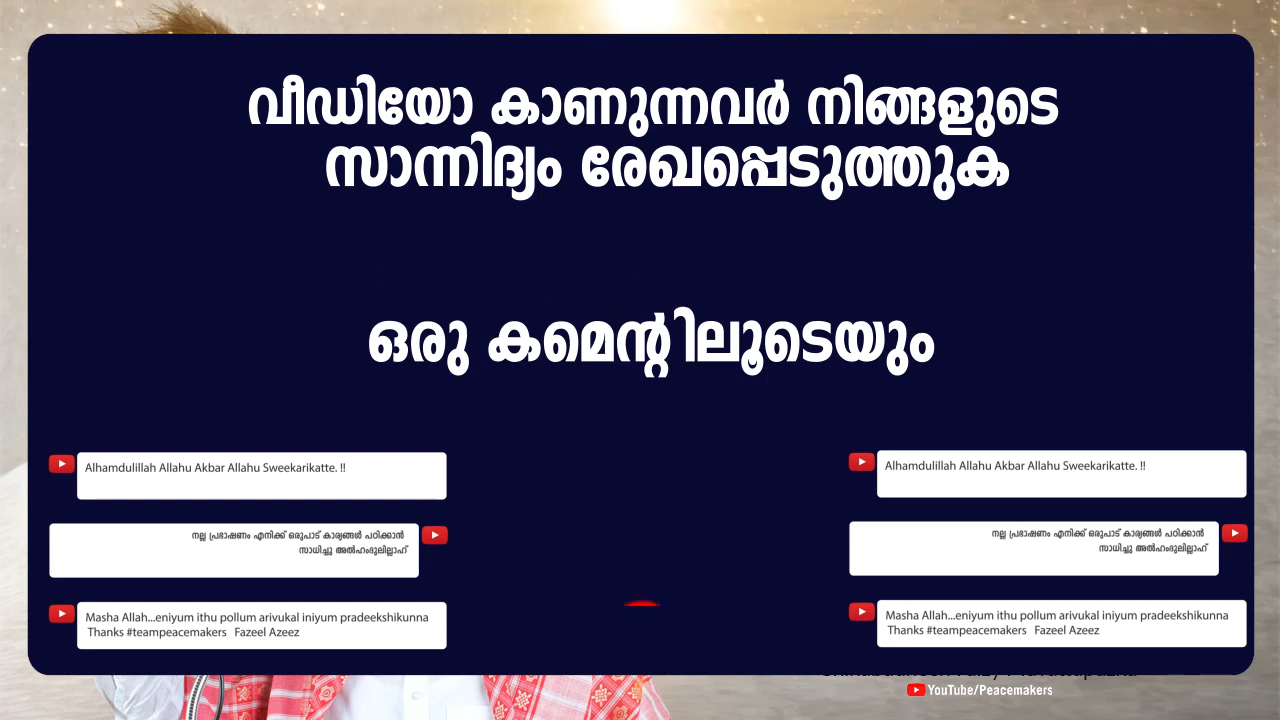 വീഡിയോ കാണുന്നവർ നിങ്ങളുടെ
സാന്നിദ്യം രേഖപ്പെടുത്തുക
ഒരു കമെന്റിലൂടെയും
Alhamdulillah Allahu Akbar Allahu Sweekarikatte. !!
നല്ല പ്രഭാഷണം എനിക്ക് ഒരുപാട് കാര്യങ്ങൾ പഠിക്കാൻ
സാധിച്ചു അൽഹംദുലില്ലാഹ്
Masha Allah...eniyum ithu pollum arivukal iniyum pradeekshikunna
Thanks #teampeacemakers Fazeel Azeez
Alhamdulillah Allahu Akbar Allahu Sweekarikatte. !!
നല്ല പ്രഭാഷണം എനിക്ക് ഒരുപാട് കാര്യങ്ങൾ പഠിക്കാൻ
സാധിച്ചു അൽഹംദുലില്ലാഹ്
Masha Allah...eniyum ithu pollum arivukal iniyum pradeekshikunna
Thanks #teampeacemakers Fazeel Azeez
YouTube/Peacemakers